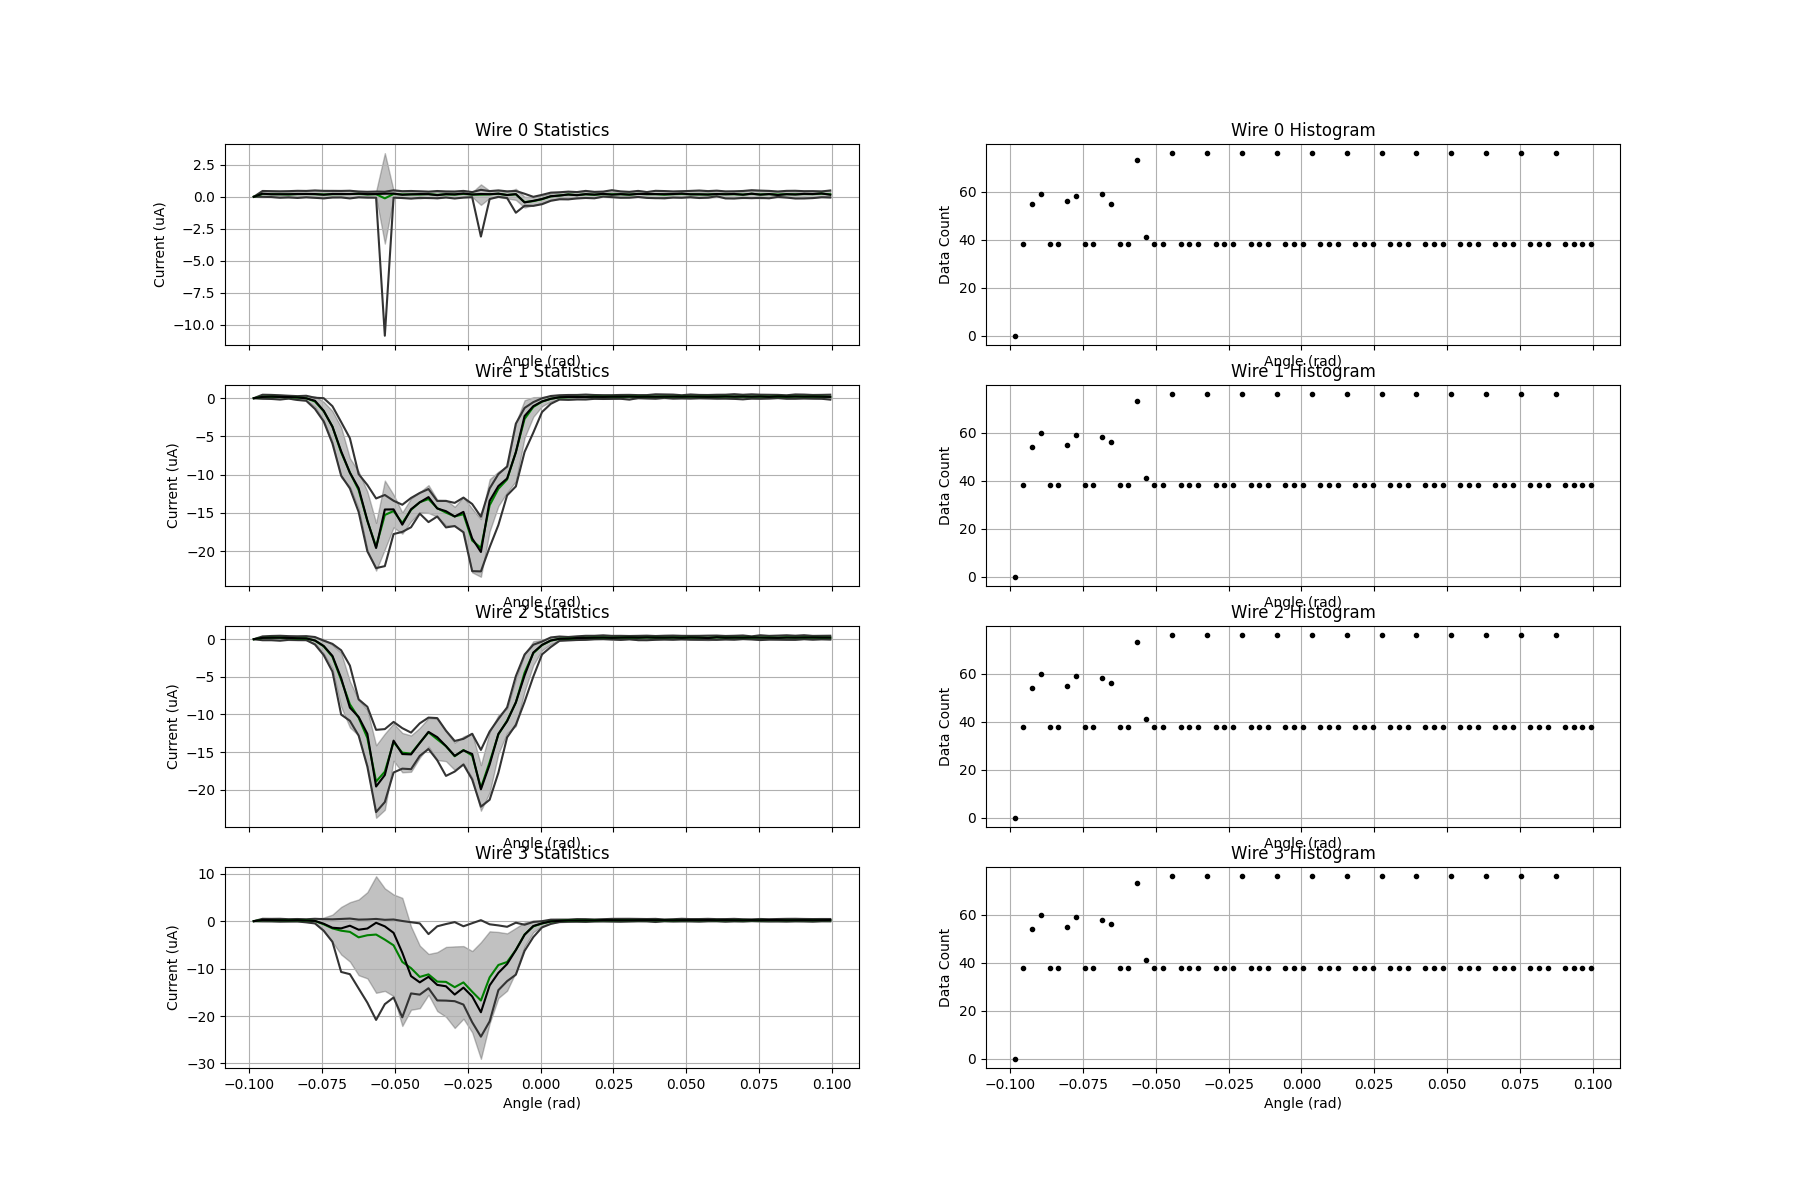 Wire 0 Statistics
Current (uA)
2.5
0.0
−2.5
−5.0
−7.5
−10.0
Angle (rad)
Wire 0 Histogram
Data Count
60
40
20
0
Angle (rad)
Wire 1 Statistics
Current (uA)
0
−5
−10
−15
−20
Angle (rad)
Wire 1 Histogram
Data Count
60
40
20
0
Angle (rad)
Wire 2 Statistics
Current (uA)
0
−5
−10
−15
−20
Angle (rad)
Wire 2 Histogram
Data Count
60
40
20
0
Angle (rad)
Wire 3 Statistics
Current (uA)
10
0
−10
−20
−30
−0.100 −0.075 −0.050 −0.025 0.000 0.025 0.050 0.075 0.100
Angle (rad)
Wire 3 Histogram
Data Count
60
40
20
0
−0.100 −0.075 −0.050 −0.025 0.000 0.025 0.050 0.075 0.100
Angle (rad)